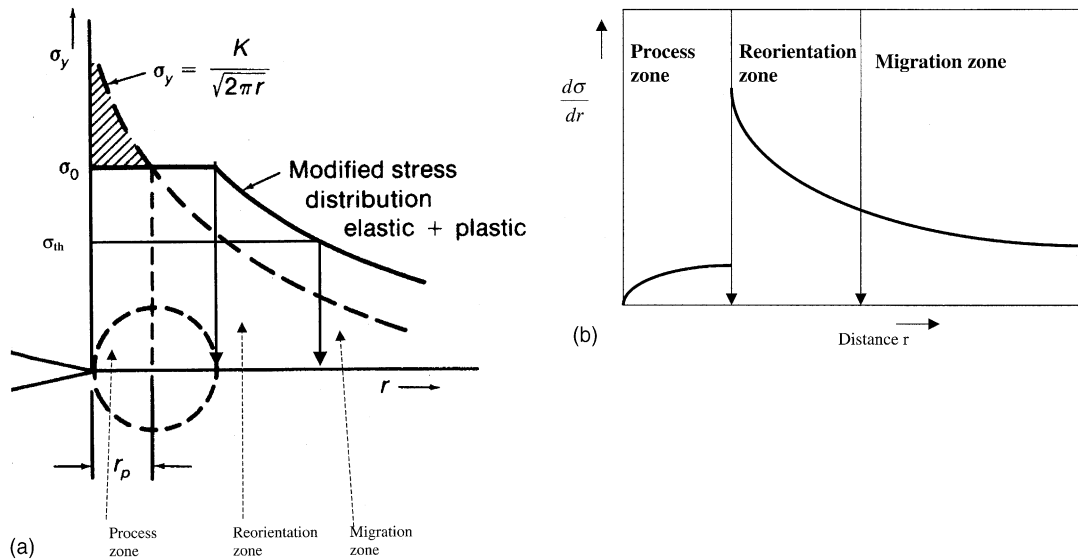 σy
σy = K / √2πr
σ0
Modified stress
distribution
elastic + plastic
σth
r
rp
Process
zone
Reorientation
zone
Migration
zone
(a)
Process
zone
Reorientation
zone
Migration zone
dσ
dr
(b)
Distance r